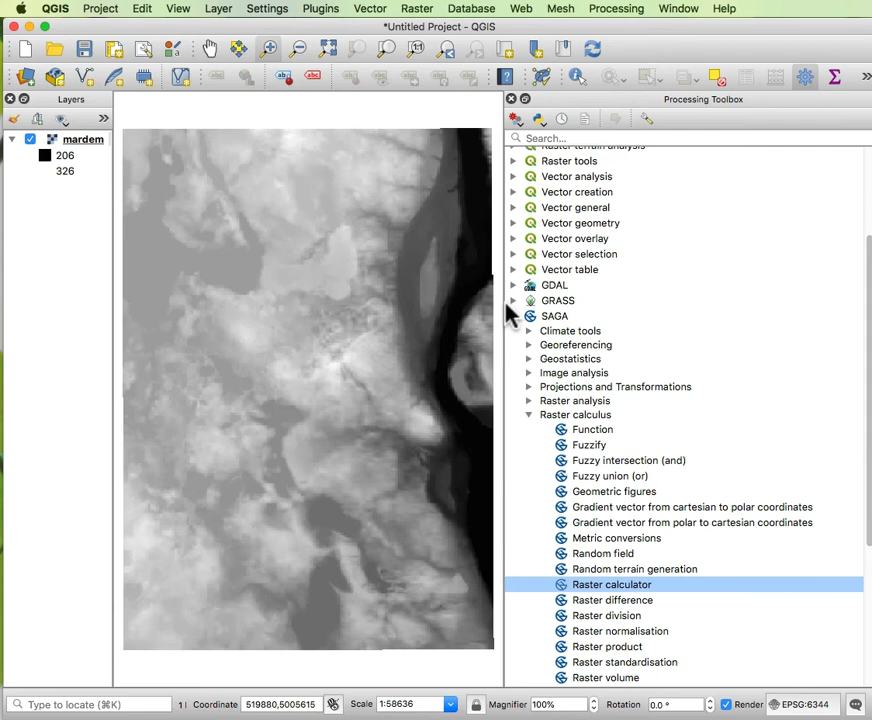 QGIS Project Edit View Layer Settings Plugins Vector Raster Database Web Mesh Processing Window Help
*Untitled Project - QGIS
Layers
Processing Toolbox
Search...
mardem
206
326
Raster terrain analysis
Raster tools
Vector analysis
Vector creation
Vector general
Vector geometry
Vector overlay
Vector selection
Vector table
GDAL
GRASS
SAGA
Climate tools
Georeferencing
Geostatistics
Image analysis
Projections and Transformations
Raster analysis
Raster calculus
Function
Fuzzify
Fuzzy intersection (and)
Fuzzy union (or)
Geometric figures
Gradient vector from cartesian to polar coordinates
Gradient vector from polar to cartesian coordinates
Metric conversions
Random field
Random terrain generation
Raster calculator
Raster difference
Raster division
Raster normalisation
Raster product
Raster standardisation
Raster volume
Type to locate (⌘K) 1 Coordinate 519880,5005615 Scale 1:58636 Magnifier 100% Rotation 0.0 ° Render EPSG:6344